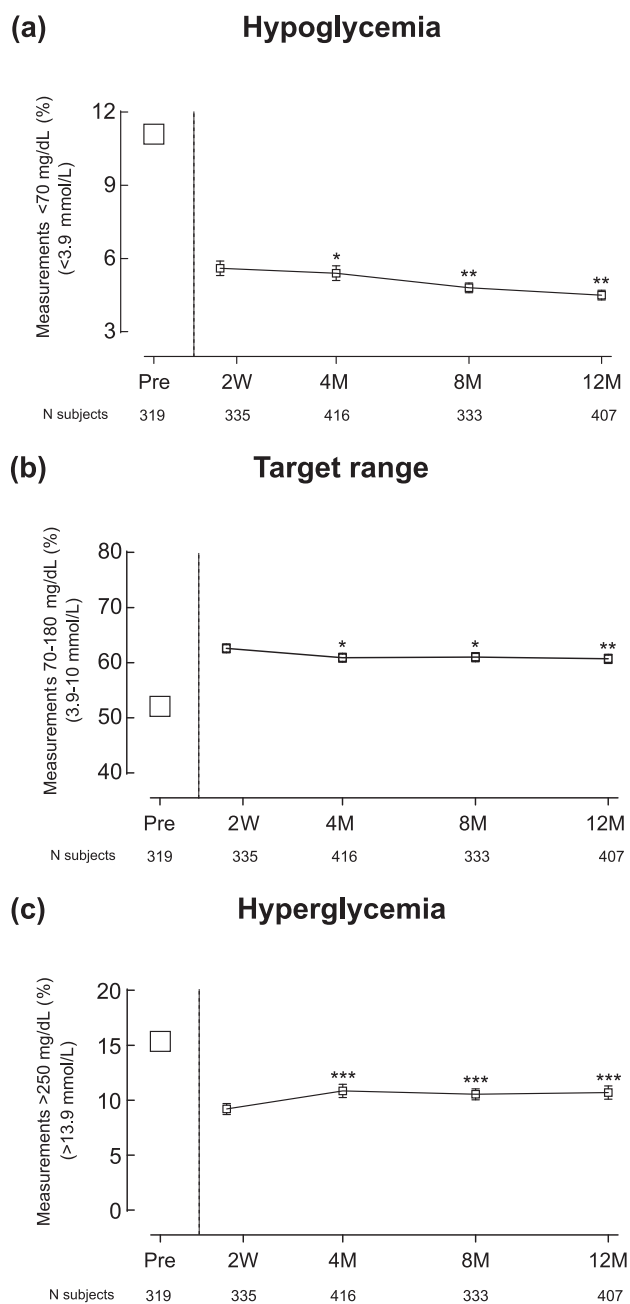 (a) Hypoglycemia
Measurements <70 mg/dL (%)
(<3.9 mmol/L)
12
9
6
3
*
**
**
Pre 2W 4M 8M 12M
N subjects 319 335 416 333 407
(b) Target range
Measurements 70-180 mg/dL (%)
(3.9-10 mmol/L)
80
70
60
50
40
*
*
**
Pre 2W 4M 8M 12M
N subjects 319 335 416 333 407
(c) Hyperglycemia
Measurements >250 mg/dL (%)
(>13.9 mmol/L)
20
15
10
5
0
***
***
***
Pre 2W 4M 8M 12M
N subjects 319 335 416 333 407